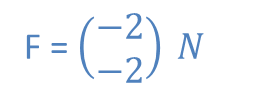 F = (−2 −2) N